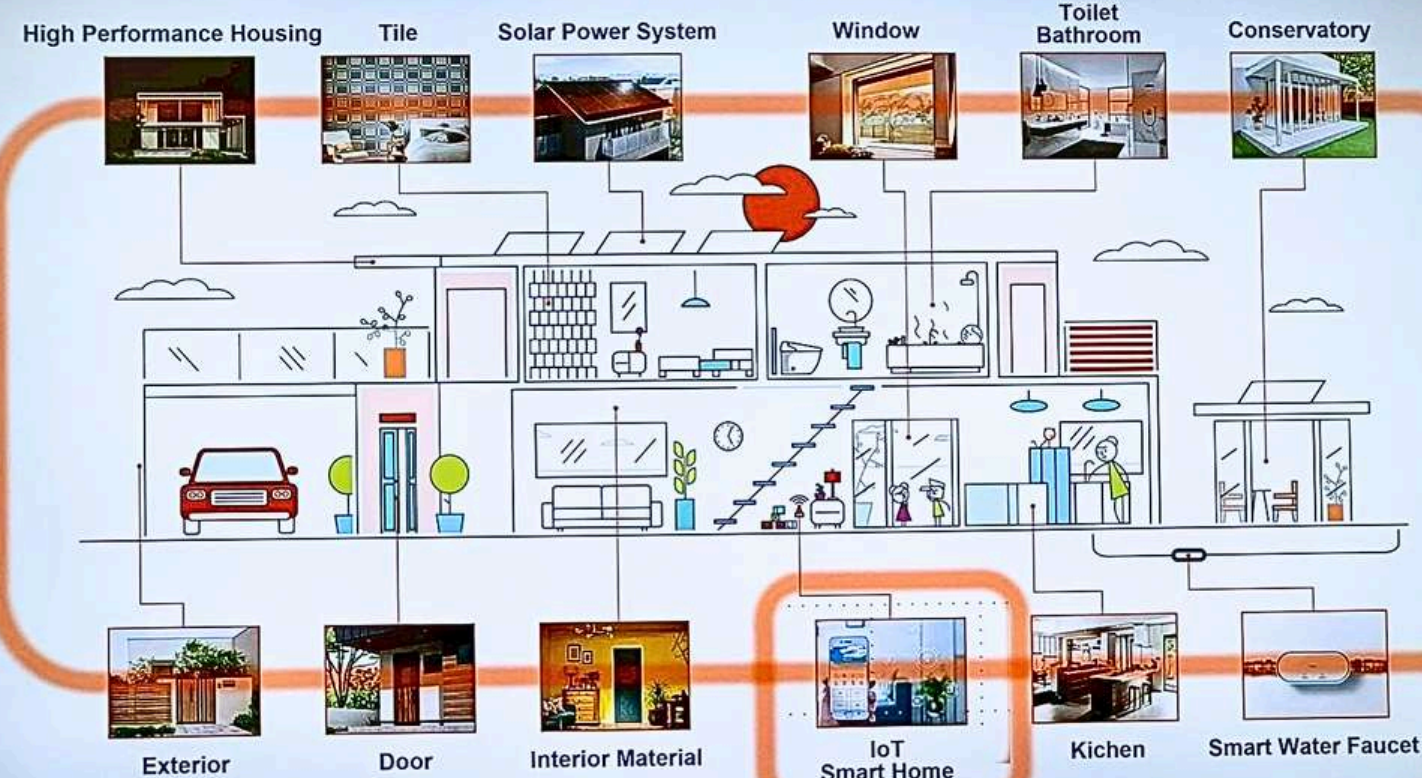 High Performance Housing
Tile
Solar Power System
Window
Toilet
Bathroom
Conservatory
Exterior
Door
Interior Material
IoT
Smart Home
Kichen
Smart Water Faucet